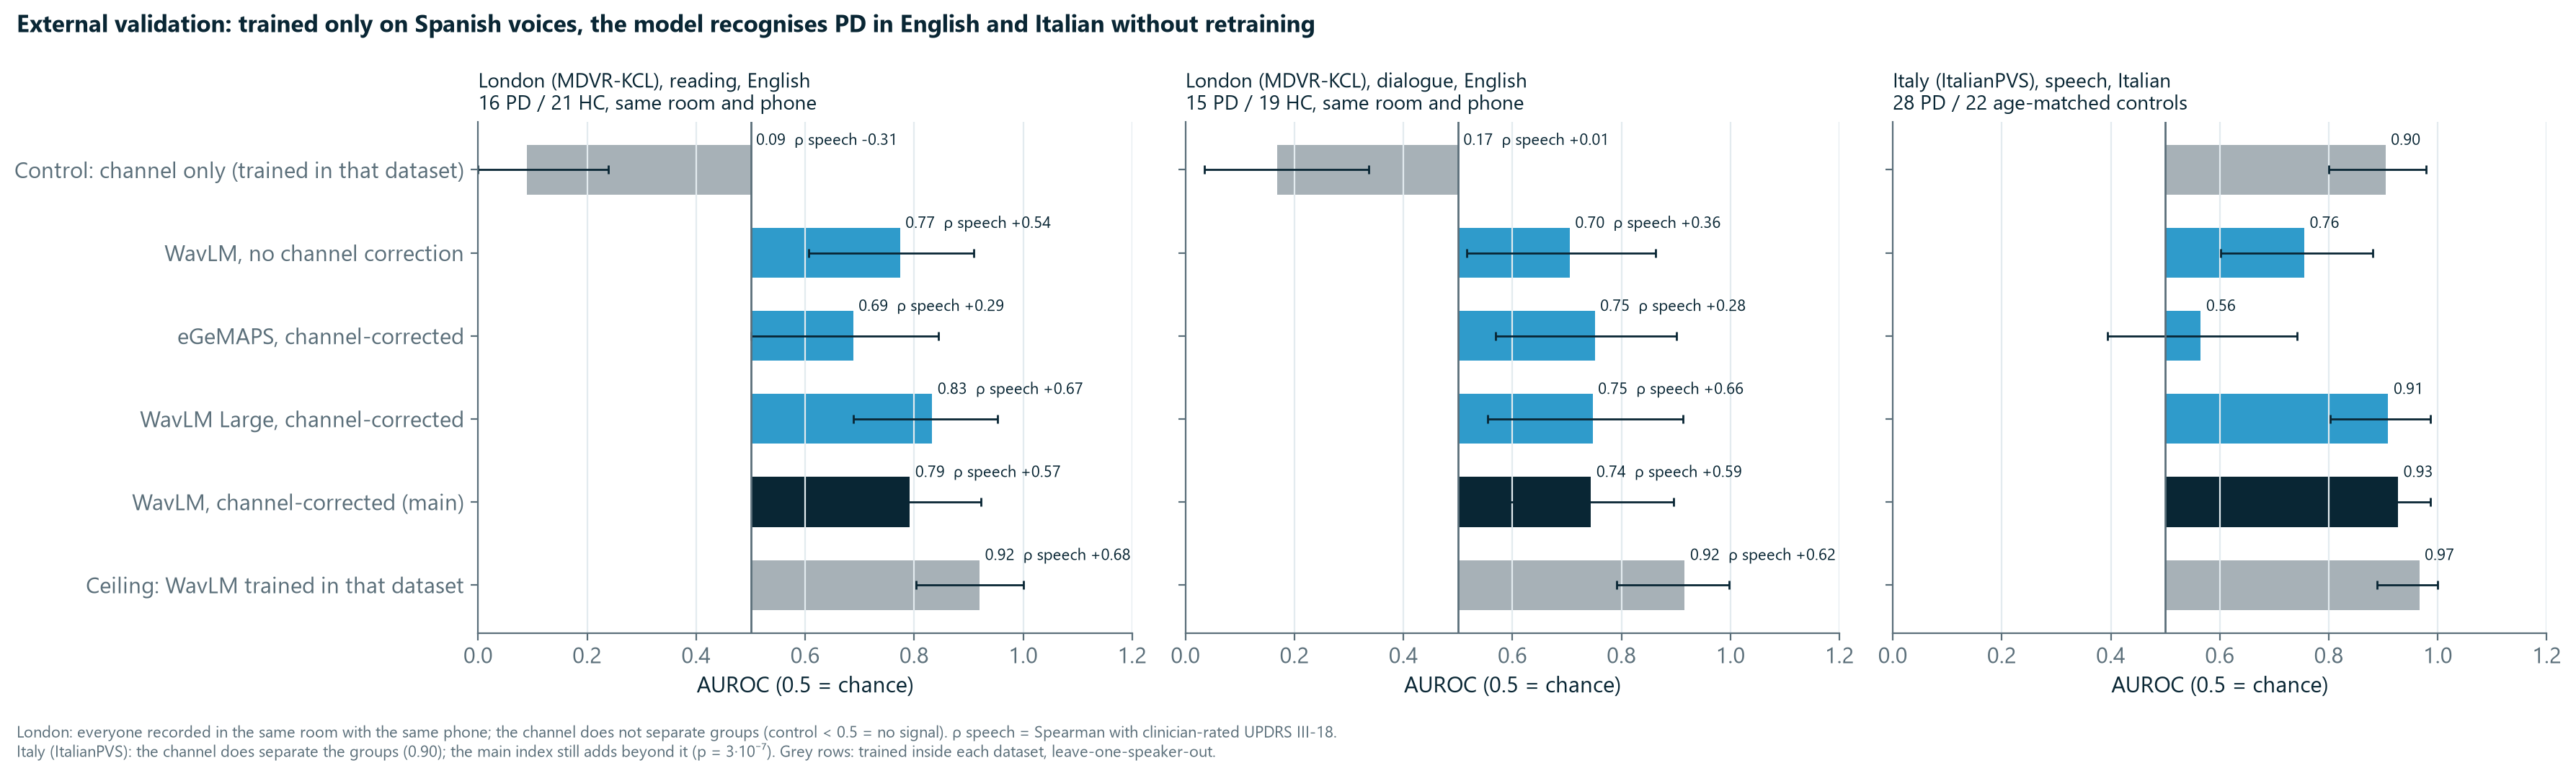 External validation: trained only on Spanish voices, the model recognises PD in English and Italian without retraining
London (MDVR-KCL), reading, English
16 PD / 21 HC, same room and phone
London (MDVR-KCL), dialogue, English
15 PD / 19 HC, same room and phone
Italy (ItalianPVS), speech, Italian
28 PD / 22 age-matched controls
Control: channel only (trained in that dataset)
WavLM, no channel correction
eGeMAPS, channel-corrected
WavLM Large, channel-corrected
WavLM, channel-corrected (main)
Ceiling: WavLM trained in that dataset
0.09 ρ speech -0.31
0.77 ρ speech +0.54
0.69 ρ speech +0.29
0.83 ρ speech +0.67
0.79 ρ speech +0.57
0.92 ρ speech +0.68
0.0 0.2 0.4 0.6 0.8 1.0 1.2
AUROC (0.5 = chance)
0.17 ρ speech +0.01
0.70 ρ speech +0.36
0.75 ρ speech +0.28
0.75 ρ speech +0.66
0.74 ρ speech +0.59
0.92 ρ speech +0.62
0.0 0.2 0.4 0.6 0.8 1.0 1.2
AUROC (0.5 = chance)
0.90
0.76
0.56
0.91
0.93
0.97
0.0 0.2 0.4 0.6 0.8 1.0 1.2
AUROC (0.5 = chance)
London: everyone recorded in the same room with the same phone; the channel does not separate groups (control < 0.5 = no signal). ρ speech = Spearman with clinician-rated UPDRS III-18.
Italy (ItalianPVS): the channel does separate the groups (0.90); the main index still adds beyond it (p = 3·10⁻⁷). Grey rows: trained inside each dataset, leave-one-speaker-out.